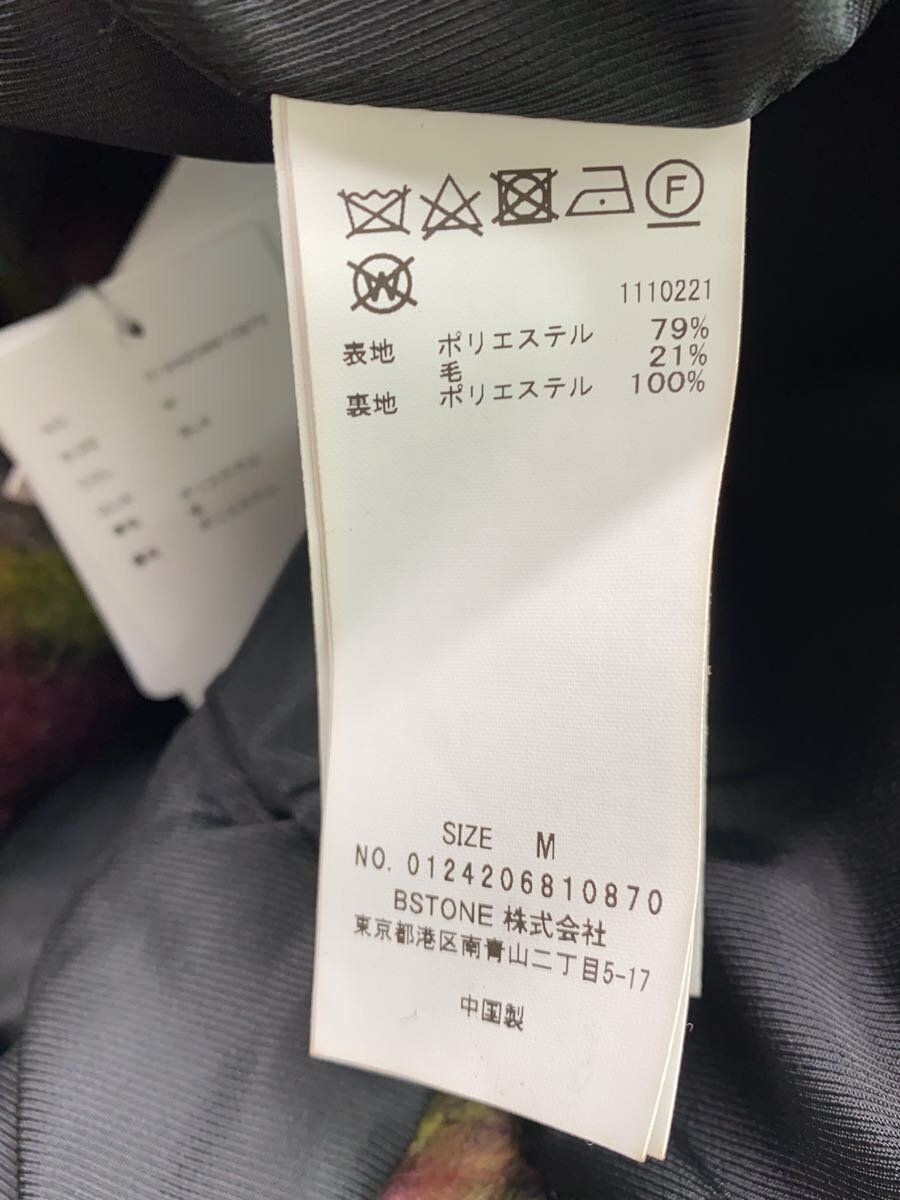 F
W
1110221
表地 ポリエステル 79%
毛 21%
裏地 ポリエステル 100%
SIZE M
NO. 0124206810870
BSTONE 株式会社
東京都港区南青山二丁目5-17
中国製